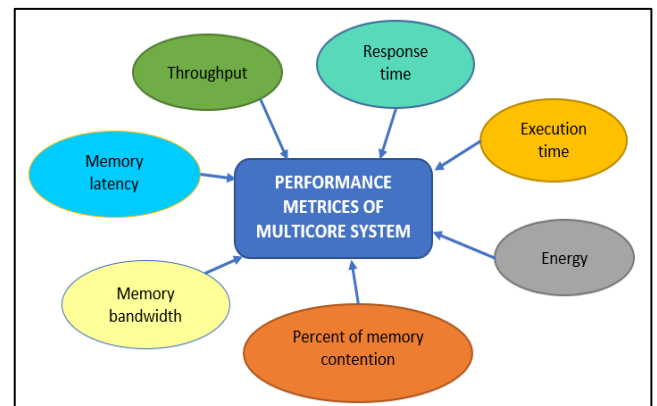 Throughput
Response
time
Memory
latency
Execution
time
PERFORMANCE
METRICES OF
MULTICORE SYSTEM
Memory
bandwidth
Energy
Percent of memory
contention